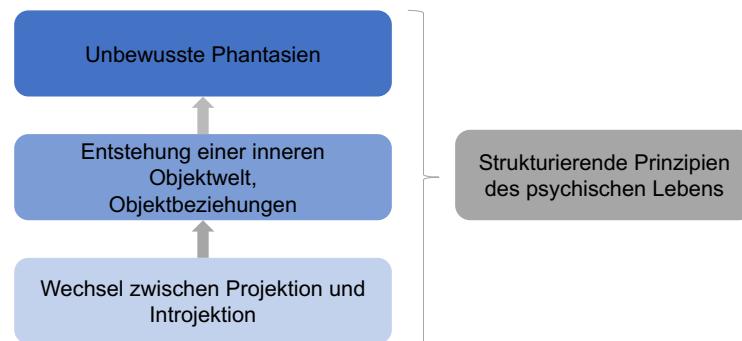 Unbewusste Phantasien
Entstehung einer inneren
Objektwelt,
Objektbeziehungen
Wechsel zwischen Projektion und
Introjektion
Strukturierende Prinzipien
des psychischen Lebens